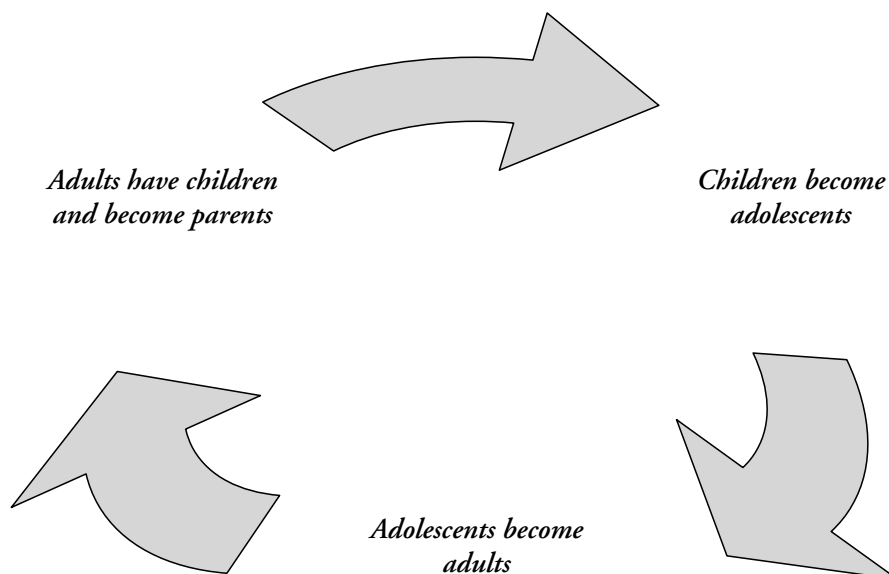 Adults have children
and become parents
Children become
adolescents
Adolescents become
adults